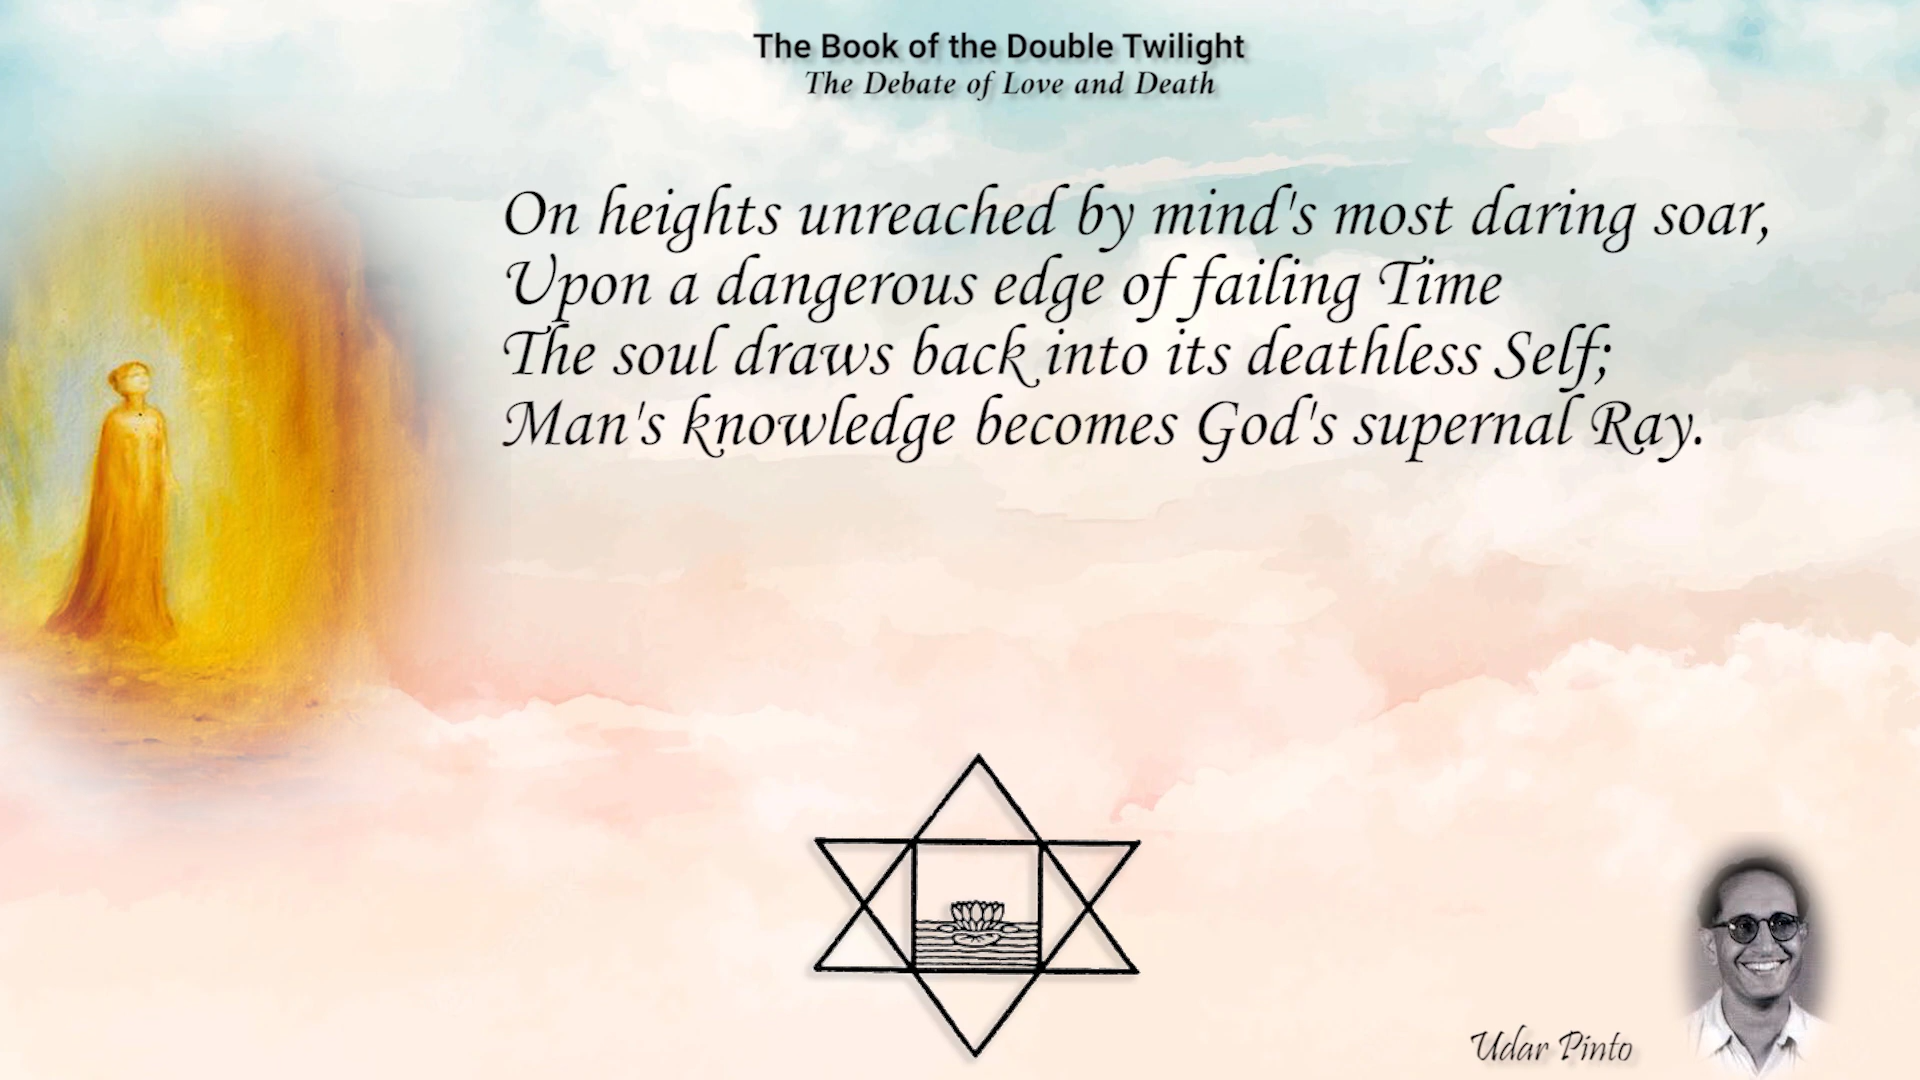 The Book of the Double Twilight
The Debate of Love and Death
On heights unreached by mind's most daring soar,
Upon a dangerous edge of failing Time
The soul draws back into its deathless Self;
Man's knowledge becomes God's supernal Ray.
Udar Pinto